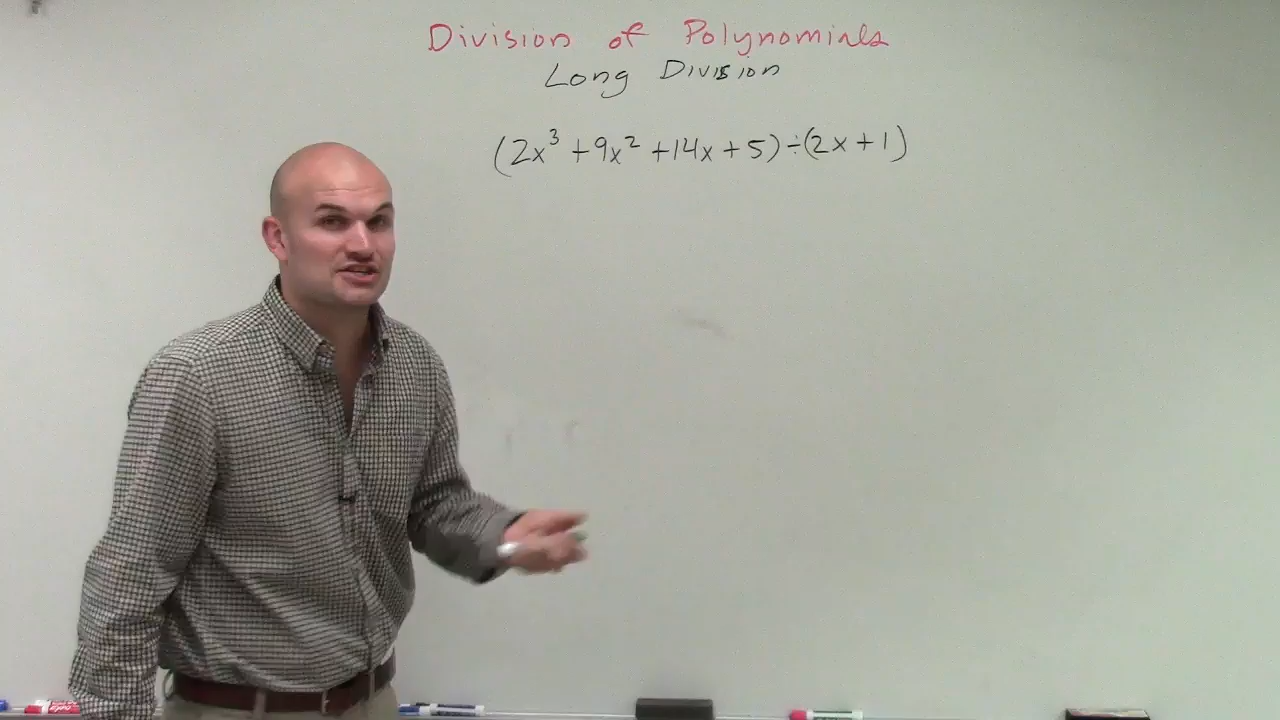 Division of Polynomials
Long Division
(2x³ + 9x² + 14x + 5) ÷ (2x + 1)